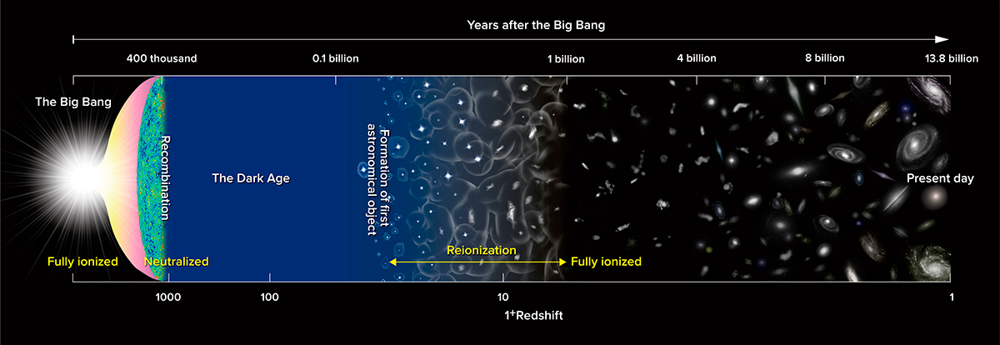 Years after the Big Bang
400 thousand
0.1 billion
1 billion
4 billion
8 billion
13.8 billion
The Big Bang
Recombination
The Dark Age
Formation of first
astronomical object
Present day
Fully ionized
Neutralized
Reionization
Fully ionized
1000
100
10
1
1+Redshift